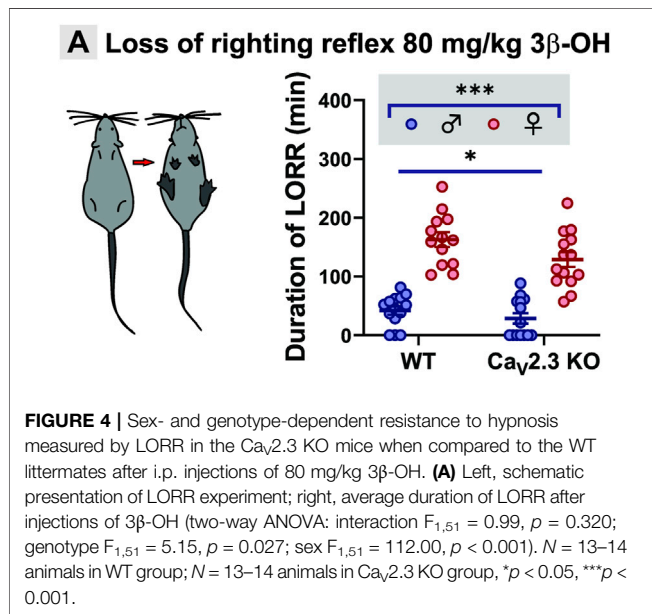 A Loss of righting reflex 80 mg/kg 3β-OH
Duration of LORR (min)
400
300
200
100
0
***
♂ ♀
*
WT CaV2.3 KO
FIGURE 4 | Sex- and genotype-dependent resistance to hypnosis
measured by LORR in the CaV2.3 KO mice when compared to the WT
littermates after i.p. injections of 80 mg/kg 3β-OH. (A) Left, schematic
presentation of LORR experiment; right, average duration of LORR after
injections of 3β-OH (two-way ANOVA: interaction F1,51 = 0.99, p = 0.320;
genotype F1,51 = 5.15, p = 0.027; sex F1,51 = 112.00, p < 0.001). N = 13–14
animals in WT group; N = 13–14 animals in CaV2.3 KO group, *p < 0.05, ***p <
0.001.